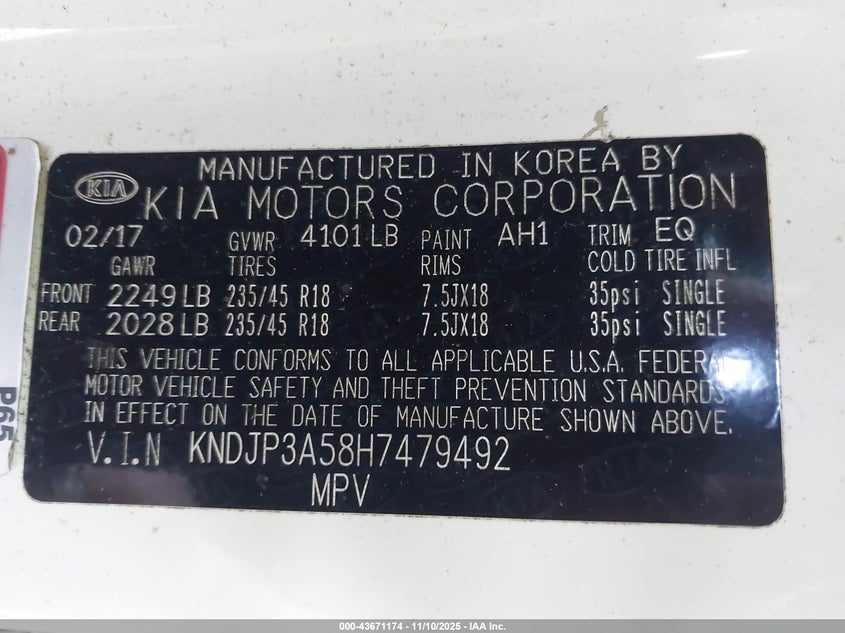 MANUFACTURED IN KOREA BY
KIA KIA MOTORS CORPORATION
02/17 GVWR 4101 LB PAINT AH1 TRIM EQ
GAWR TIRES RIMS COLD TIRE INFL
FRONT 2249 LB 235/45 R18 7.5JX18 35psi SINGLE
REAR 2028 LB 235/45 R18 7.5JX18 35psi SINGLE
THIS VEHICLE CONFORMS TO ALL APPLICABLE U.S.A. FEDERAL
MOTOR VEHICLE SAFETY AND THEFT PREVENTION STANDARDS
IN EFFECT ON THE DATE OF MANUFACTURE SHOWN ABOVE.
V.I.N KNDJP3A58H7479492
MPV
P65
000-43671174 - 11/10/2025 - IAA Inc.